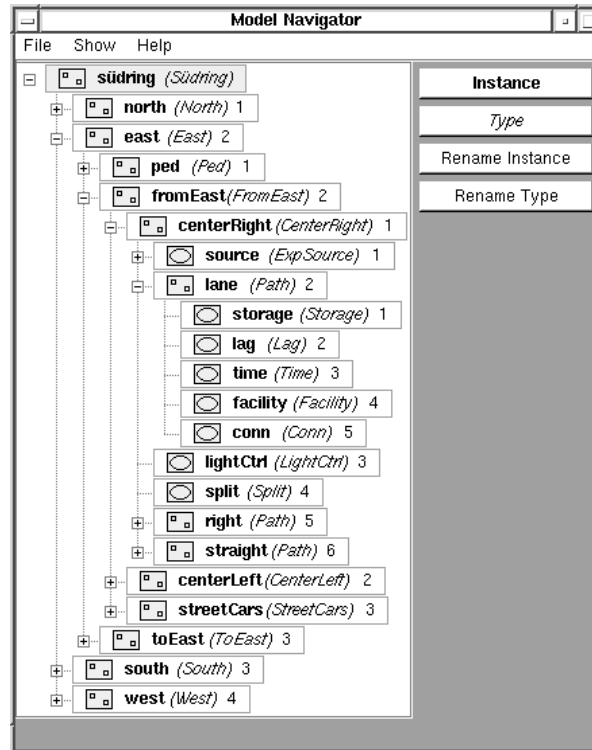 Model Navigator
File Show Help
südring (Südring)
north (North) 1
east (East) 2
ped (Ped) 1
fromEast(FromEast) 2
centerRight(CenterRight) 1
source (ExpSource) 1
lane (Path) 2
storage (Storage) 1
lag (Lag) 2
time (Time) 3
facility (Facility) 4
conn (Conn) 5
lightCtrl (LightCtrl) 3
split (Split) 4
right (Path) 5
straight (Path) 6
centerLeft(CenterLeft) 2
streetCars(StreetCars) 3
toEast(ToEast) 3
south (South) 3
west (West) 4
Instance
Type
Rename Instance
Rename Type